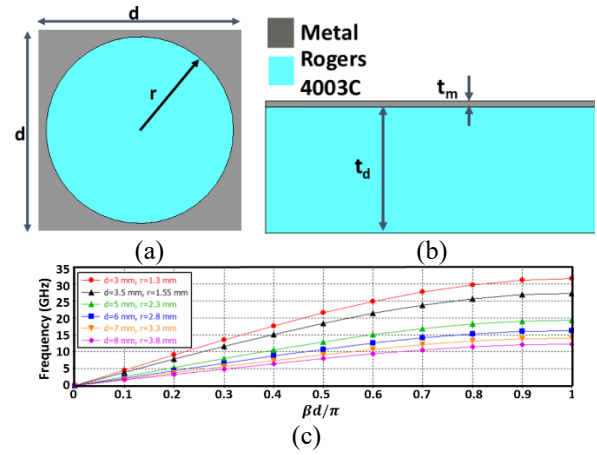 d
d
r
Metal
Rogers
4003C
t_m
t_d
(a)
(b)
Frequency (GHz)
35
30
25
20
15
10
5
0
d=3 mm, r=1.3 mm
d=3.5 mm, r=1.55 mm
d=5 mm, r=2.3 mm
d=6 mm, r=2.8 mm
d=7 mm, r=3.3 mm
d=8 mm, r=3.8 mm
0 0.1 0.2 0.3 0.4 0.5 0.6 0.7 0.8 0.9 1
βd/π
(c)